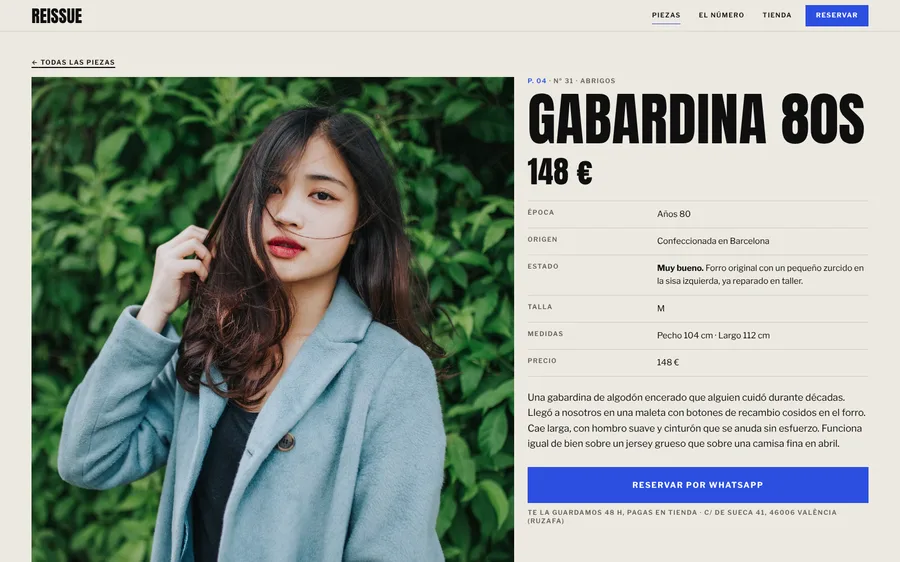 REISSUE
PIEZAS EL NÚMERO TIENDA RESERVAR
← TODAS LAS PIEZAS
P. 04 · Nº 31 · ABRIGOS
GABARDINA 80S
148 €
ÉPOCA Años 80
ORIGEN Confeccionada en Barcelona
ESTADO Muy bueno. Forro original con un pequeño zurcido en
la sisa izquierda, ya reparado en taller.
TALLA M
MEDIDAS Pecho 104 cm · Largo 112 cm
PRECIO 148 €
Una gabardina de algodón encerado que alguien cuidó durante décadas.
Llegó a nosotros en una maleta con botones de recambio cosidos en el forro.
Cae larga, con hombro suave y cinturón que se anuda sin esfuerzo. Funciona
igual de bien sobre un jersey grueso que sobre una camisa fina en abril.
RESERVAR POR WHATSAPP
TE LA GUARDAMOS 48 H, PAGAS EN TIENDA · C/ DE SUECA 41, 46006 VALÈNCIA
(RUZAFA)